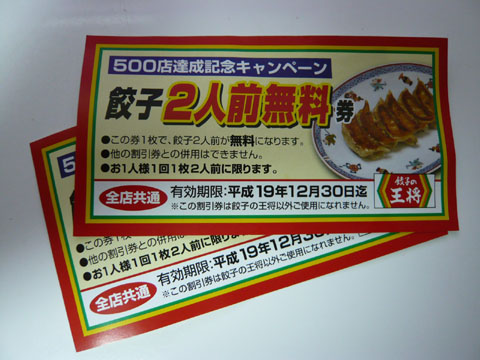 500店達成記念キャンペーン
餃子2人前無料券
●この券1枚で、餃子2人前が無料になります。
●他の割引券との併用はできません。
●お1人様1回1枚2人前に限ります。
全店共通 有効期限:平成19年12月30日迄
※この割引券は餃子の王将以外ご使用になれません。
餃子の
王将
500
●この券1
●他の割引券との併用は
●お1人様1回1枚2人前に限りま
全店共通 有効期限:平成19年12月30
※この割引券は餃子の王将以外ご使用になれません。